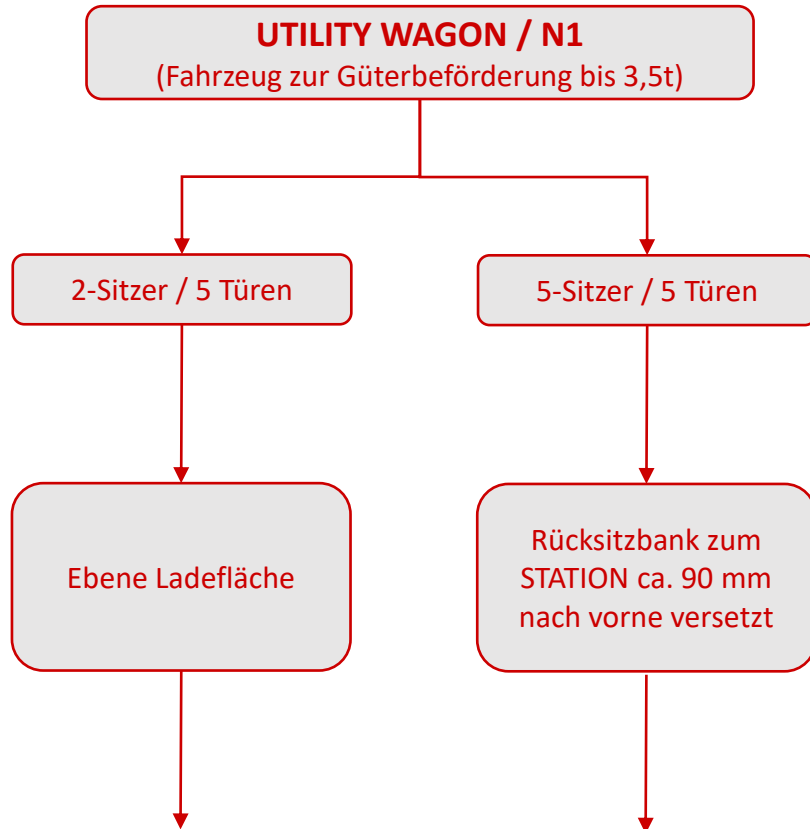 UTILITY WAGON / N1
(Fahrzeug zur Güterbeförderung bis 3,5t)
2-Sitzer / 5 Türen
5-Sitzer / 5 Türen
Ebene Ladefläche
Rücksitzbank zum
STATION ca. 90 mm
nach vorne versetzt